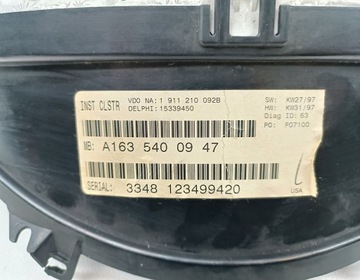 INST CLSTR
VDO NA: 1 911 210 092B
DELPHI: 15339450
SW: KW27/97
HW: KW31/97
Diag ID: 63
PO: P07100
MB: A163 540 09 47
SERIAL: 3348 123499420
USA